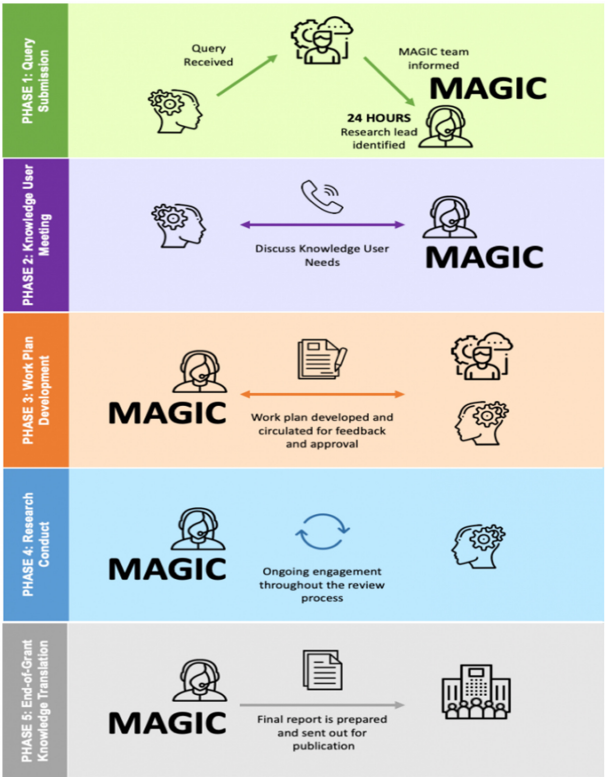 PHASE 1: Query
Submission
Query
Received
MAGIC team
informed
MAGIC
24 HOURS
Research lead
identified
PHASE 2: Knowledge User
Meeting
Discuss Knowledge User
Needs
MAGIC
PHASE 3: Work Plan
Development
MAGIC
Work plan developed and
circulated for feedback
and approval
PHASE 4: Research
Conduct
MAGIC
Ongoing engagement
throughout the review
process
PHASE 5: End-of-Grant
Knowledge Translation
MAGIC
Final report is prepared
and sent out for
publication